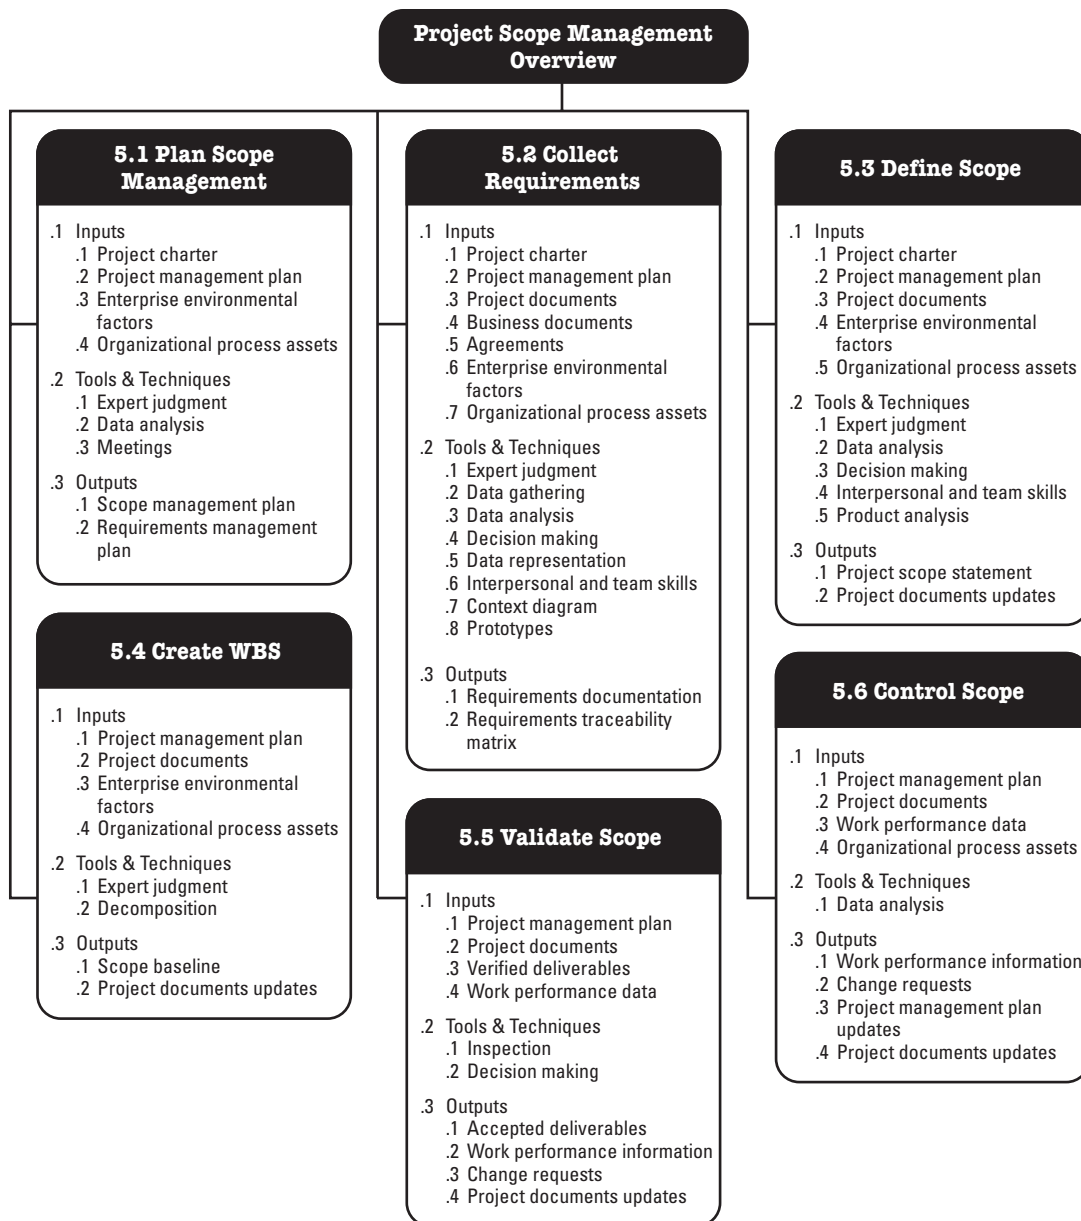 Project Scope Management
Overview
5.1 Plan Scope
Management
.1 Inputs
.1 Project charter
.2 Project management plan
.3 Enterprise environmental
factors
.4 Organizational process assets
.2 Tools & Techniques
.1 Expert judgment
.2 Data analysis
.3 Meetings
.3 Outputs
.1 Scope management plan
.2 Requirements management
plan
5.2 Collect
Requirements
.1 Inputs
.1 Project charter
.2 Project management plan
.3 Project documents
.4 Business documents
.5 Agreements
.6 Enterprise environmental
factors
.7 Organizational process assets
.2 Tools & Techniques
.1 Expert judgment
.2 Data gathering
.3 Data analysis
.4 Decision making
.5 Data representation
.6 Interpersonal and team skills
.7 Context diagram
.8 Prototypes
.3 Outputs
.1 Requirements documentation
.2 Requirements traceability
matrix
5.3 Define Scope
.1 Inputs
.1 Project charter
.2 Project management plan
.3 Project documents
.4 Enterprise environmental
factors
.5 Organizational process assets
.2 Tools & Techniques
.1 Expert judgment
.2 Data analysis
.3 Decision making
.4 Interpersonal and team skills
.5 Product analysis
.3 Outputs
.1 Project scope statement
.2 Project documents updates
5.4 Create WBS
.1 Inputs
.1 Project management plan
.2 Project documents
.3 Enterprise environmental
factors
.4 Organizational process assets
.2 Tools & Techniques
.1 Expert judgment
.2 Decomposition
.3 Outputs
.1 Scope baseline
.2 Project documents updates
5.5 Validate Scope
.1 Inputs
.1 Project management plan
.2 Project documents
.3 Verified deliverables
.4 Work performance data
.2 Tools & Techniques
.1 Inspection
.2 Decision making
.3 Outputs
.1 Accepted deliverables
.2 Work performance information
.3 Change requests
.4 Project documents updates
5.6 Control Scope
.1 Inputs
.1 Project management plan
.2 Project documents
.3 Work performance data
.4 Organizational process assets
.2 Tools & Techniques
.1 Data analysis
.3 Outputs
.1 Work performance information
.2 Change requests
.3 Project management plan
updates
.4 Project documents updates